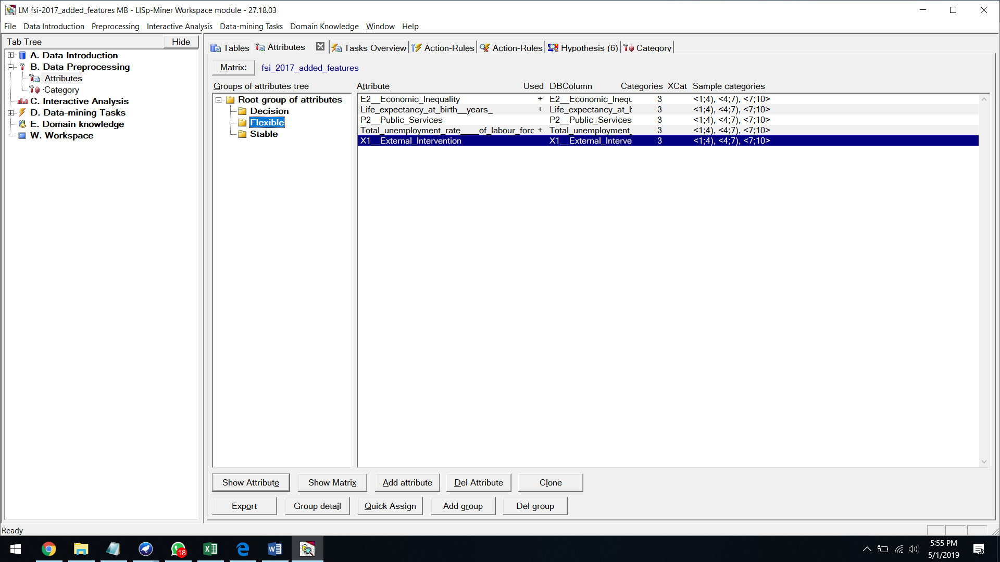 LM fsi-2017_added_features MB - LISp-Miner Workspace module - 27.18.03
File Data Introduction Preprocessing Interactive Analysis Data-mining Tasks Domain Knowledge Window Help
Tab Tree Hide
A. Data Introduction
B. Data Preprocessing
Attributes
·Category
C. Interactive Analysis
D. Data-mining Tasks
E. Domain knowledge
W. Workspace
Tables Attributes Tasks Overview Action-Rules Action-Rules Hypothesis (6) Category
Matrix: fsi_2017_added_features
Groups of attributes tree
Root group of attributes
Decision
Flexible
Stable
Attribute Used DBColumn Categories XCat Sample categories
E2__Economic_Inequality + E2__Economic_Inequ 3 <1;4), <4;7), <7;10>
Life_expectancy_at_birth__years_ + Life_expectancy_at_b 3 <1;4), <4;7), <7;10>
P2__Public_Services P2__Public_Services 3 <1;4), <4;7), <7;10>
Total_unemployment_rate____of_labour_forc + Total_unemployment_ 3 <1;4), <4;7), <7;10>
X1__External_Intervention X1__External_Interve 3 <1;4), <4;7), <7;10>
Show Attribute Show Matrix Add attribute Del Attribute Clone
Export Group detail Quick Assign Add group Del group
Ready
18
5:55 PM
5/1/2019